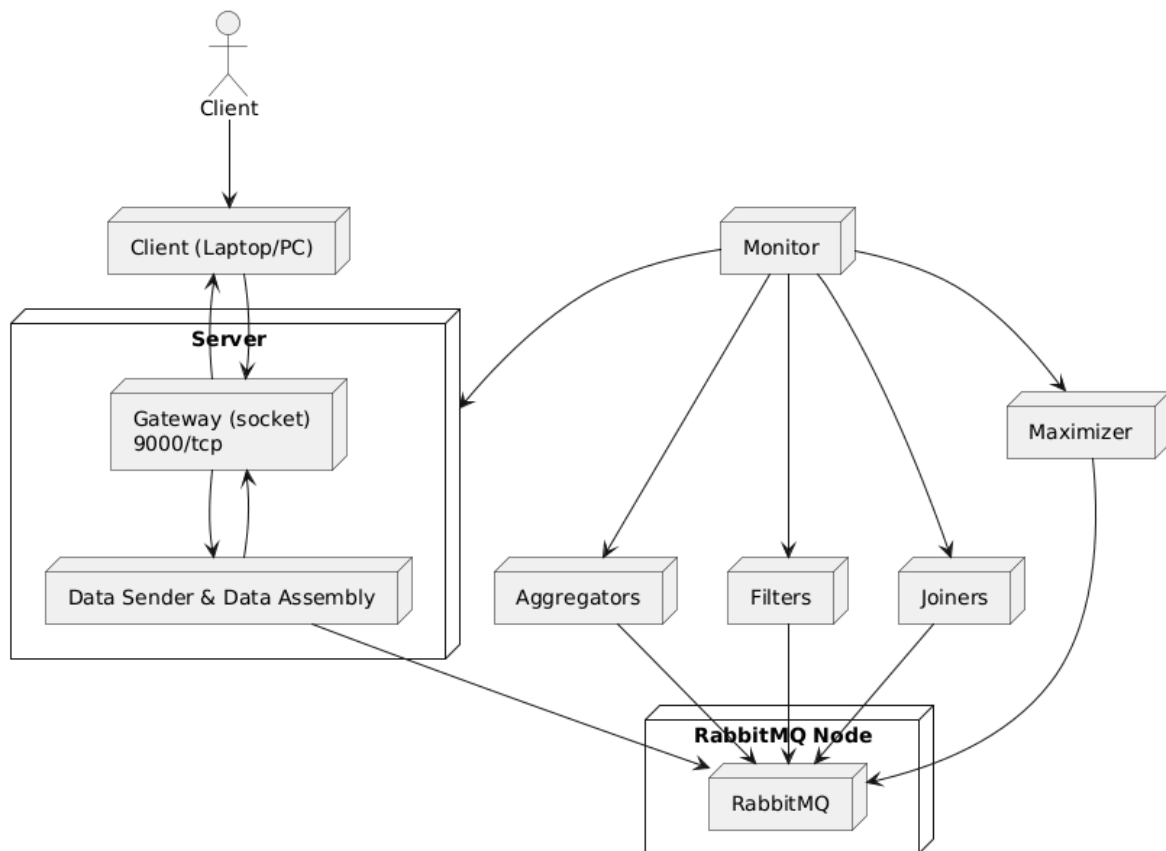 Client
Client (Laptop/PC)
Monitor
Server
Gateway (socket)
9000/tcp
Maximizer
Data Sender & Data Assembly
Aggregators
Filters
Joiners
RabbitMQ Node
RabbitMQ